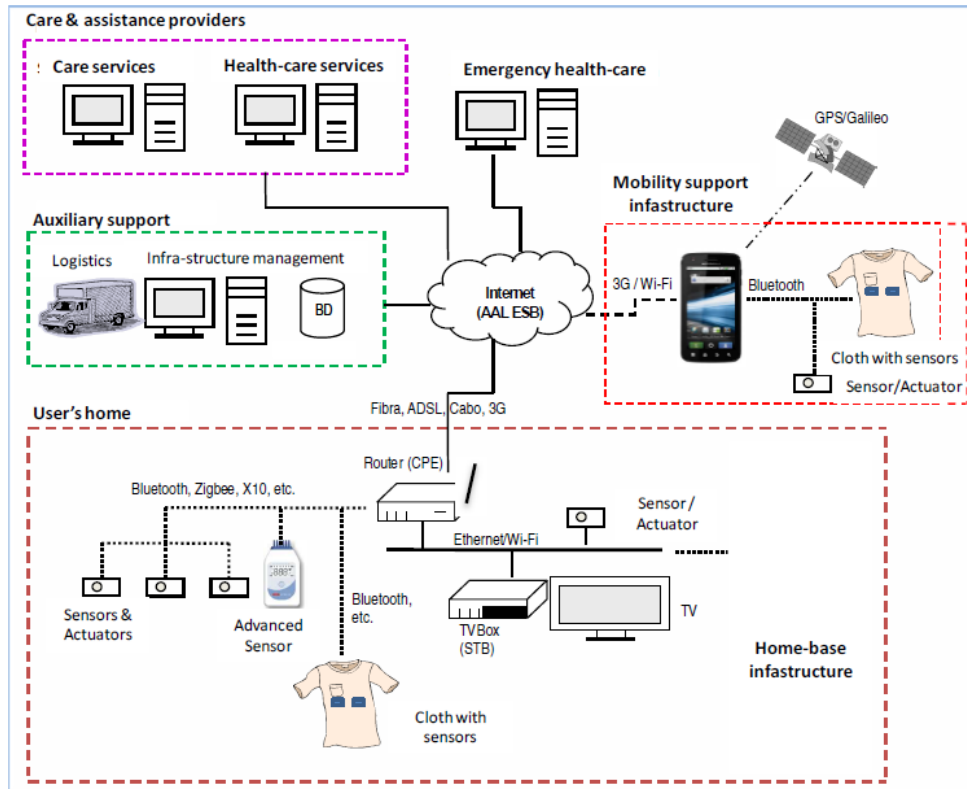 Care & assistance providers
Care services
Health-care services
Emergency health-care
GPS/Galileo
Mobility support
infastructure
Auxiliary support
Logistics
Infra-structure management
BD
Internet
(AAL ESB)
3G / Wi-Fi
Bluetooth
Cloth with sensors
Sensor/Actuator
User's home
Fibra, ADSL, Cabo, 3G
Router (CPE)
Bluetooth, Zigbee, X10, etc.
Sensor/
Actuator
Ethernet/Wi-Fi
Sensors &
Actuators
Advanced
Sensor
Bluetooth,
etc.
TV Box
(STB)
TV
Home-base
infastructure
Cloth with
sensors